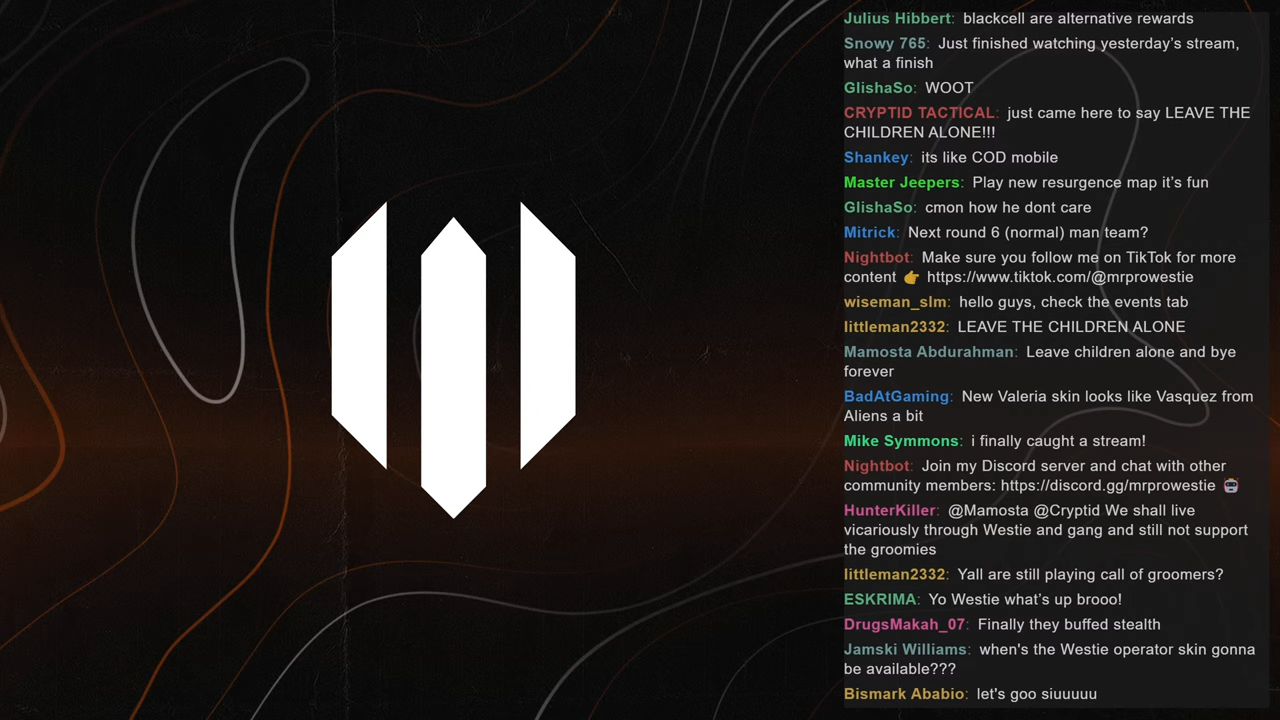 Julius Hibbert: blackcell are alternative rewards
Snowy 765: Just finished watching yesterday’s stream,
what a finish
GlishaSo: WOOT
CRYPTID TACTICAL: just came here to say LEAVE THE
CHILDREN ALONE!!!
Shankey: its like COD mobile
Master Jeepers: Play new resurgence map it’s fun
GlishaSo: cmon how he dont care
Mitrick: Next round 6 (normal) man team?
Nightbot: Make sure you follow me on TikTok for more
content 👉 https://www.tiktok.com/@mrprowestie
wiseman_slm: hello guys, check the events tab
littleman2332: LEAVE THE CHILDREN ALONE
Mamosta Abdurahman: Leave children alone and bye
forever
BadAtGaming: New Valeria skin looks like Vasquez from
Aliens a bit
Mike Symmons: i finally caught a stream!
Nightbot: Join my Discord server and chat with other
community members: https://discord.gg/mrprowestie 🤖
HunterKiller: @Mamosta @Cryptid We shall live
vicariously through Westie and gang and still not support
the groomies
littleman2332: Yall are still playing call of groomers?
ESKRIMA: Yo Westie what’s up brooo!
DrugsMakah_07: Finally they buffed stealth
Jamski Williams: when's the Westie operator skin gonna
be available???
Bismark Ababio: let's goo siuuuuu